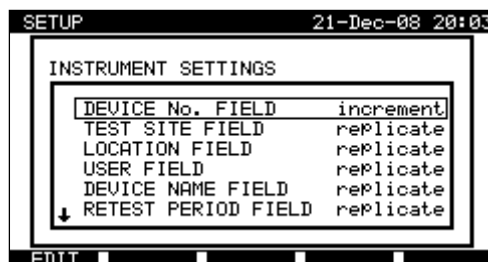 SETUP 21-Dec-08 20:03
INSTRUMENT SETTINGS
DEVICE No. FIELD increment
TEST SITE FIELD replicate
LOCATION FIELD replicate
USER FIELD replicate
DEVICE NAME FIELD replicate
RETEST PERIOD FIELD replicate
EDIT